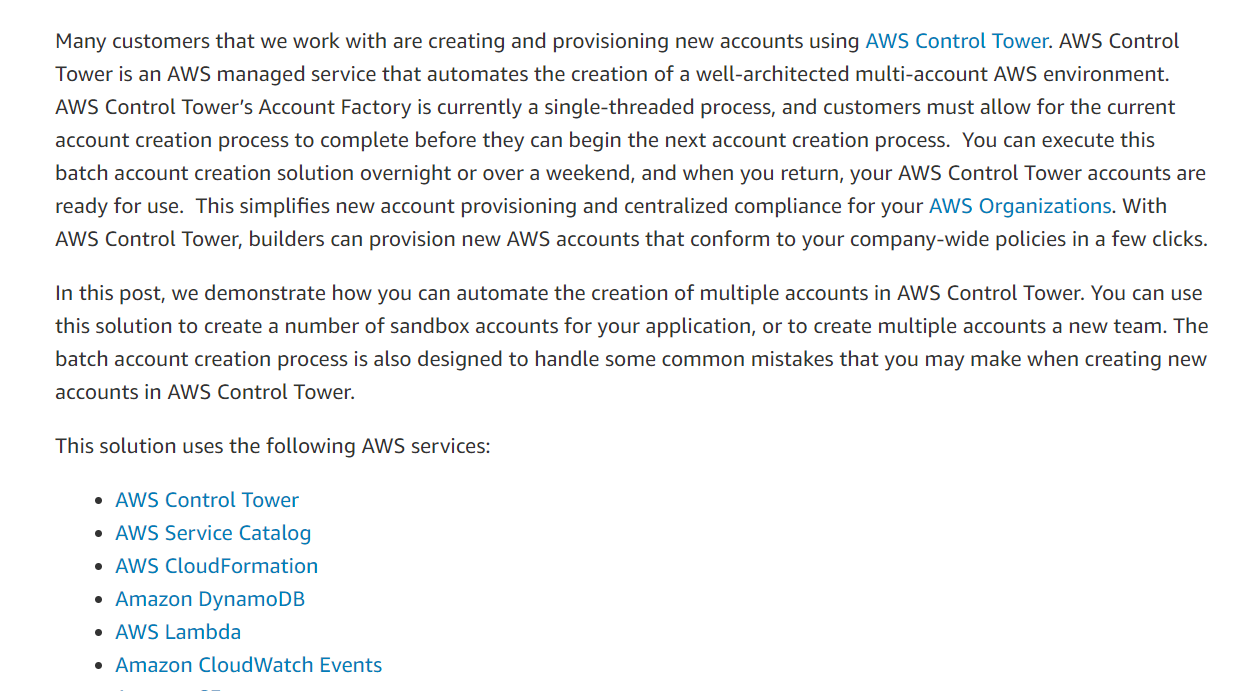 Many customers that we work with are creating and provisioning new accounts using AWS Control Tower. AWS Control
Tower is an AWS managed service that automates the creation of a well-architected multi-account AWS environment.
AWS Control Tower’s Account Factory is currently a single-threaded process, and customers must allow for the current
account creation process to complete before they can begin the next account creation process.  You can execute this
batch account creation solution overnight or over a weekend, and when you return, your AWS Control Tower accounts are
ready for use.  This simplifies new account provisioning and centralized compliance for your AWS Organizations. With
AWS Control Tower, builders can provision new AWS accounts that conform to your company-wide policies in a few clicks.
In this post, we demonstrate how you can automate the creation of multiple accounts in AWS Control Tower. You can use
this solution to create a number of sandbox accounts for your application, or to create multiple accounts a new team. The
batch account creation process is also designed to handle some common mistakes that you may make when creating new
accounts in AWS Control Tower.
This solution uses the following AWS services:
• AWS Control Tower
• AWS Service Catalog
• AWS CloudFormation
• Amazon DynamoDB
• AWS Lambda
• Amazon CloudWatch Events